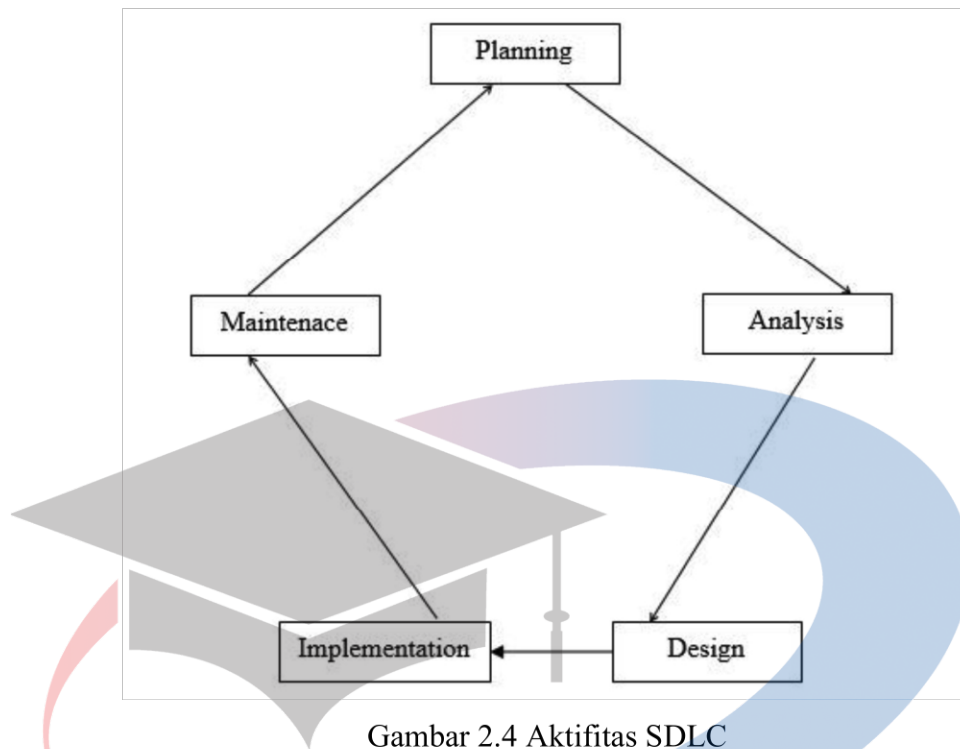 Planning
Maintenace
Analysis
Implementation
Design
Gambar 2.4 Aktifitas SDLC